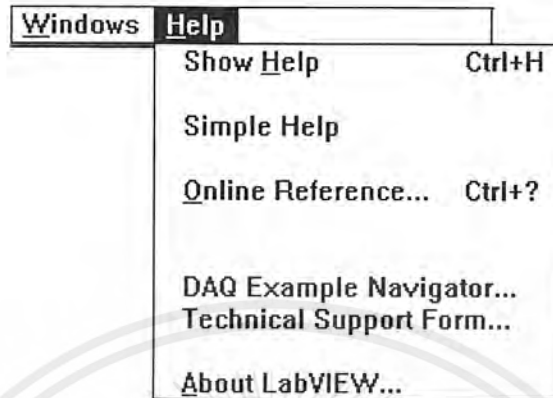 Windows Help
Show Help Ctrl+H
Simple Help
Online Reference... Ctrl+?
DAQ Example Navigator...
Technical Support Form...
About LabVIEW...